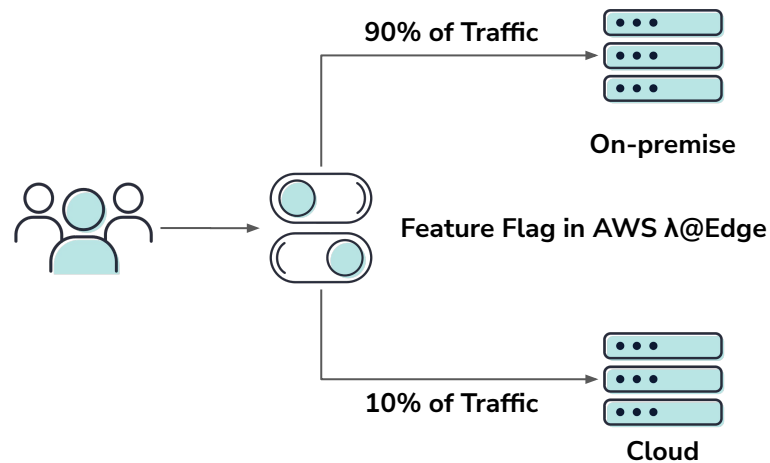 90% of Traffic
On-premise
Feature Flag in AWS λ@Edge
10% of Traffic
Cloud